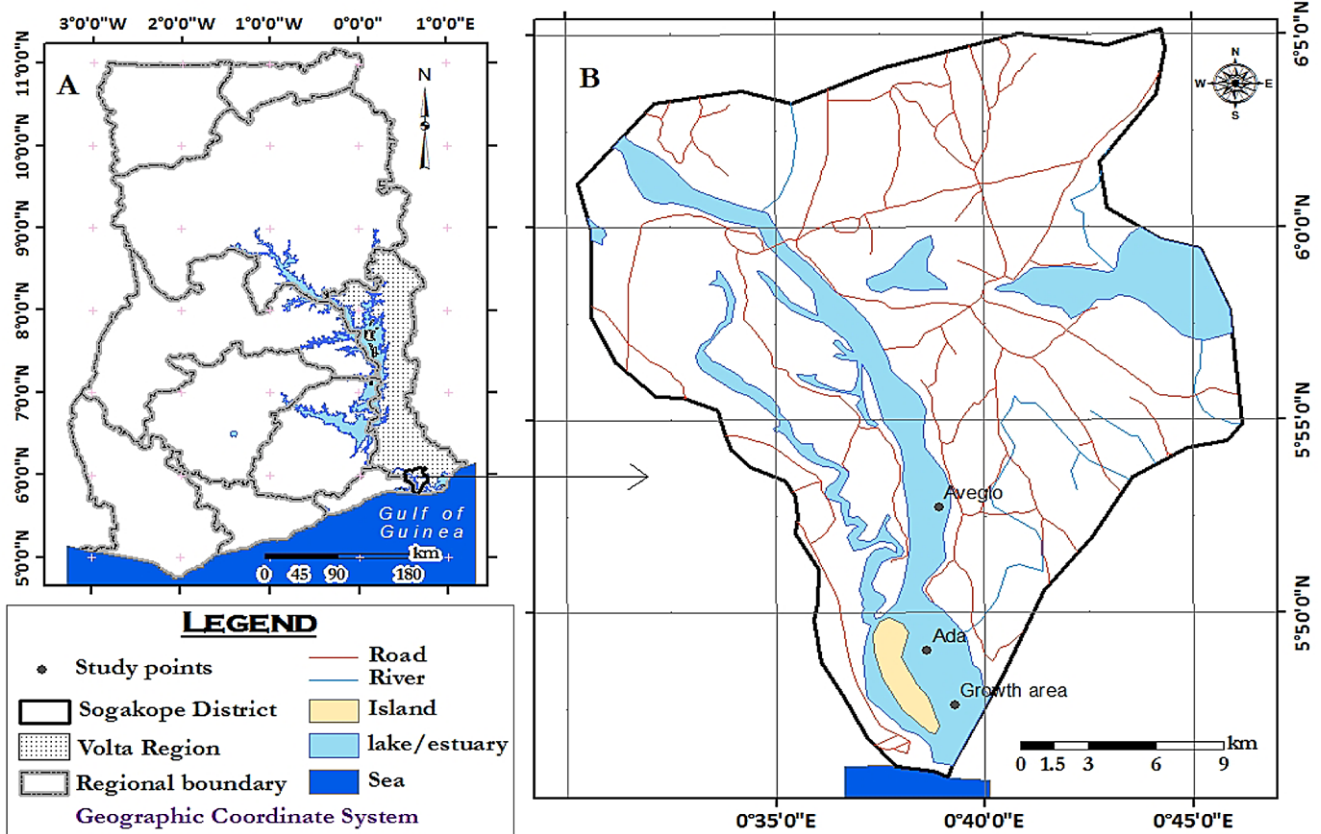 3°0'0"W 2°0'0"W 1°0'0"W 0°0'0" 1°0'0"E
11°0'0"N
10°0'0"N
9°0'0"N
8°0'0"N
7°0'0"N
6°0'0"N
5°0'0"N
A
N
Gulf of
Guinea
km
0 45 90 180
LEGEND
Study points
Road
River
Sogakope District
Island
Volta Region
lake/estuary
Regional boundary
Sea
Geographic Coordinate System
B
N
W E
S
6°5'0"N
6°0'0"N
5°55'0"N
5°50'0"N
Aveglo
Ada
Growth area
km
0 1.5 3 6 9
0°35'0"E 0°40'0"E 0°45'0"E